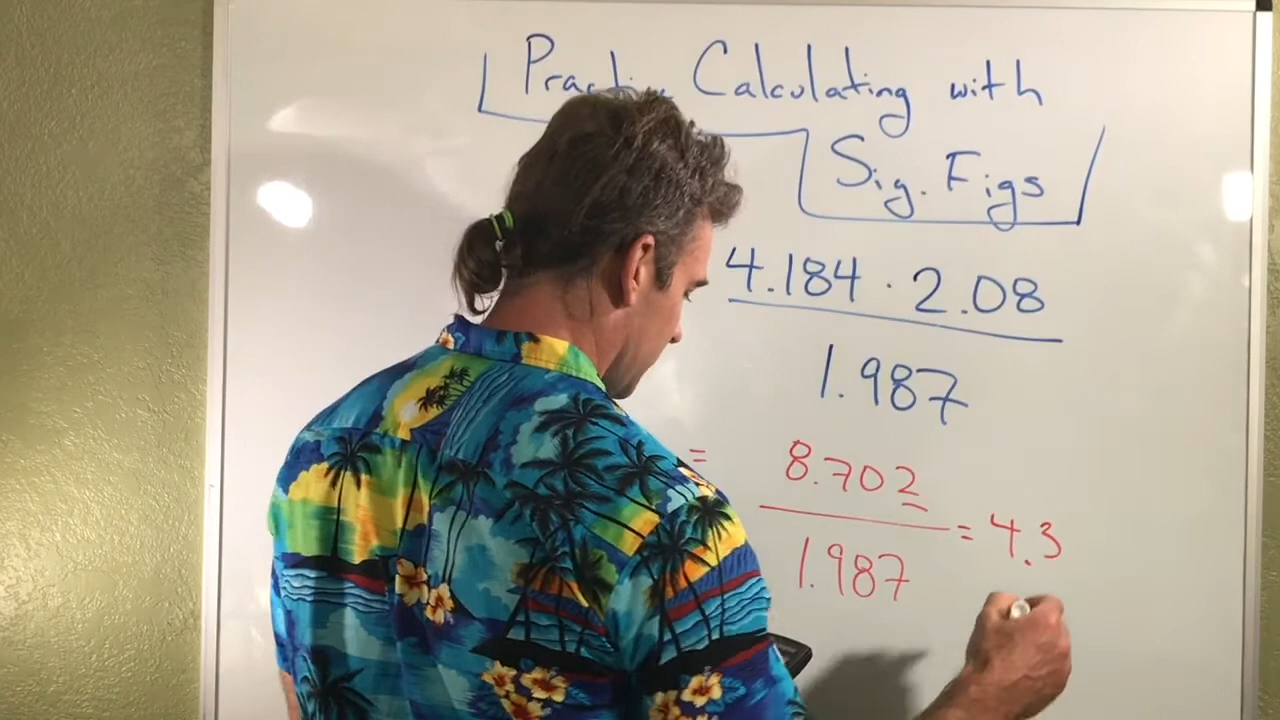 Calculating with
Sig. Figs
4.184 · 2.08
1.987
= 8.702
1.987
= 4.3